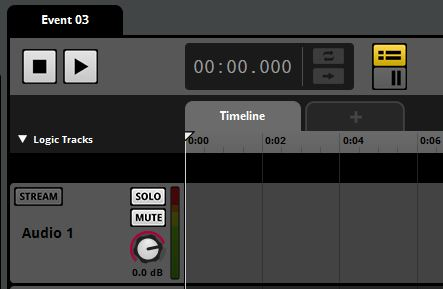 Event 03
00:00.000
Timeline
+
▼ Logic Tracks
0:00 0:02 0:04 0:06
STREAM SOLO
MUTE
Audio 1
0.0 dB